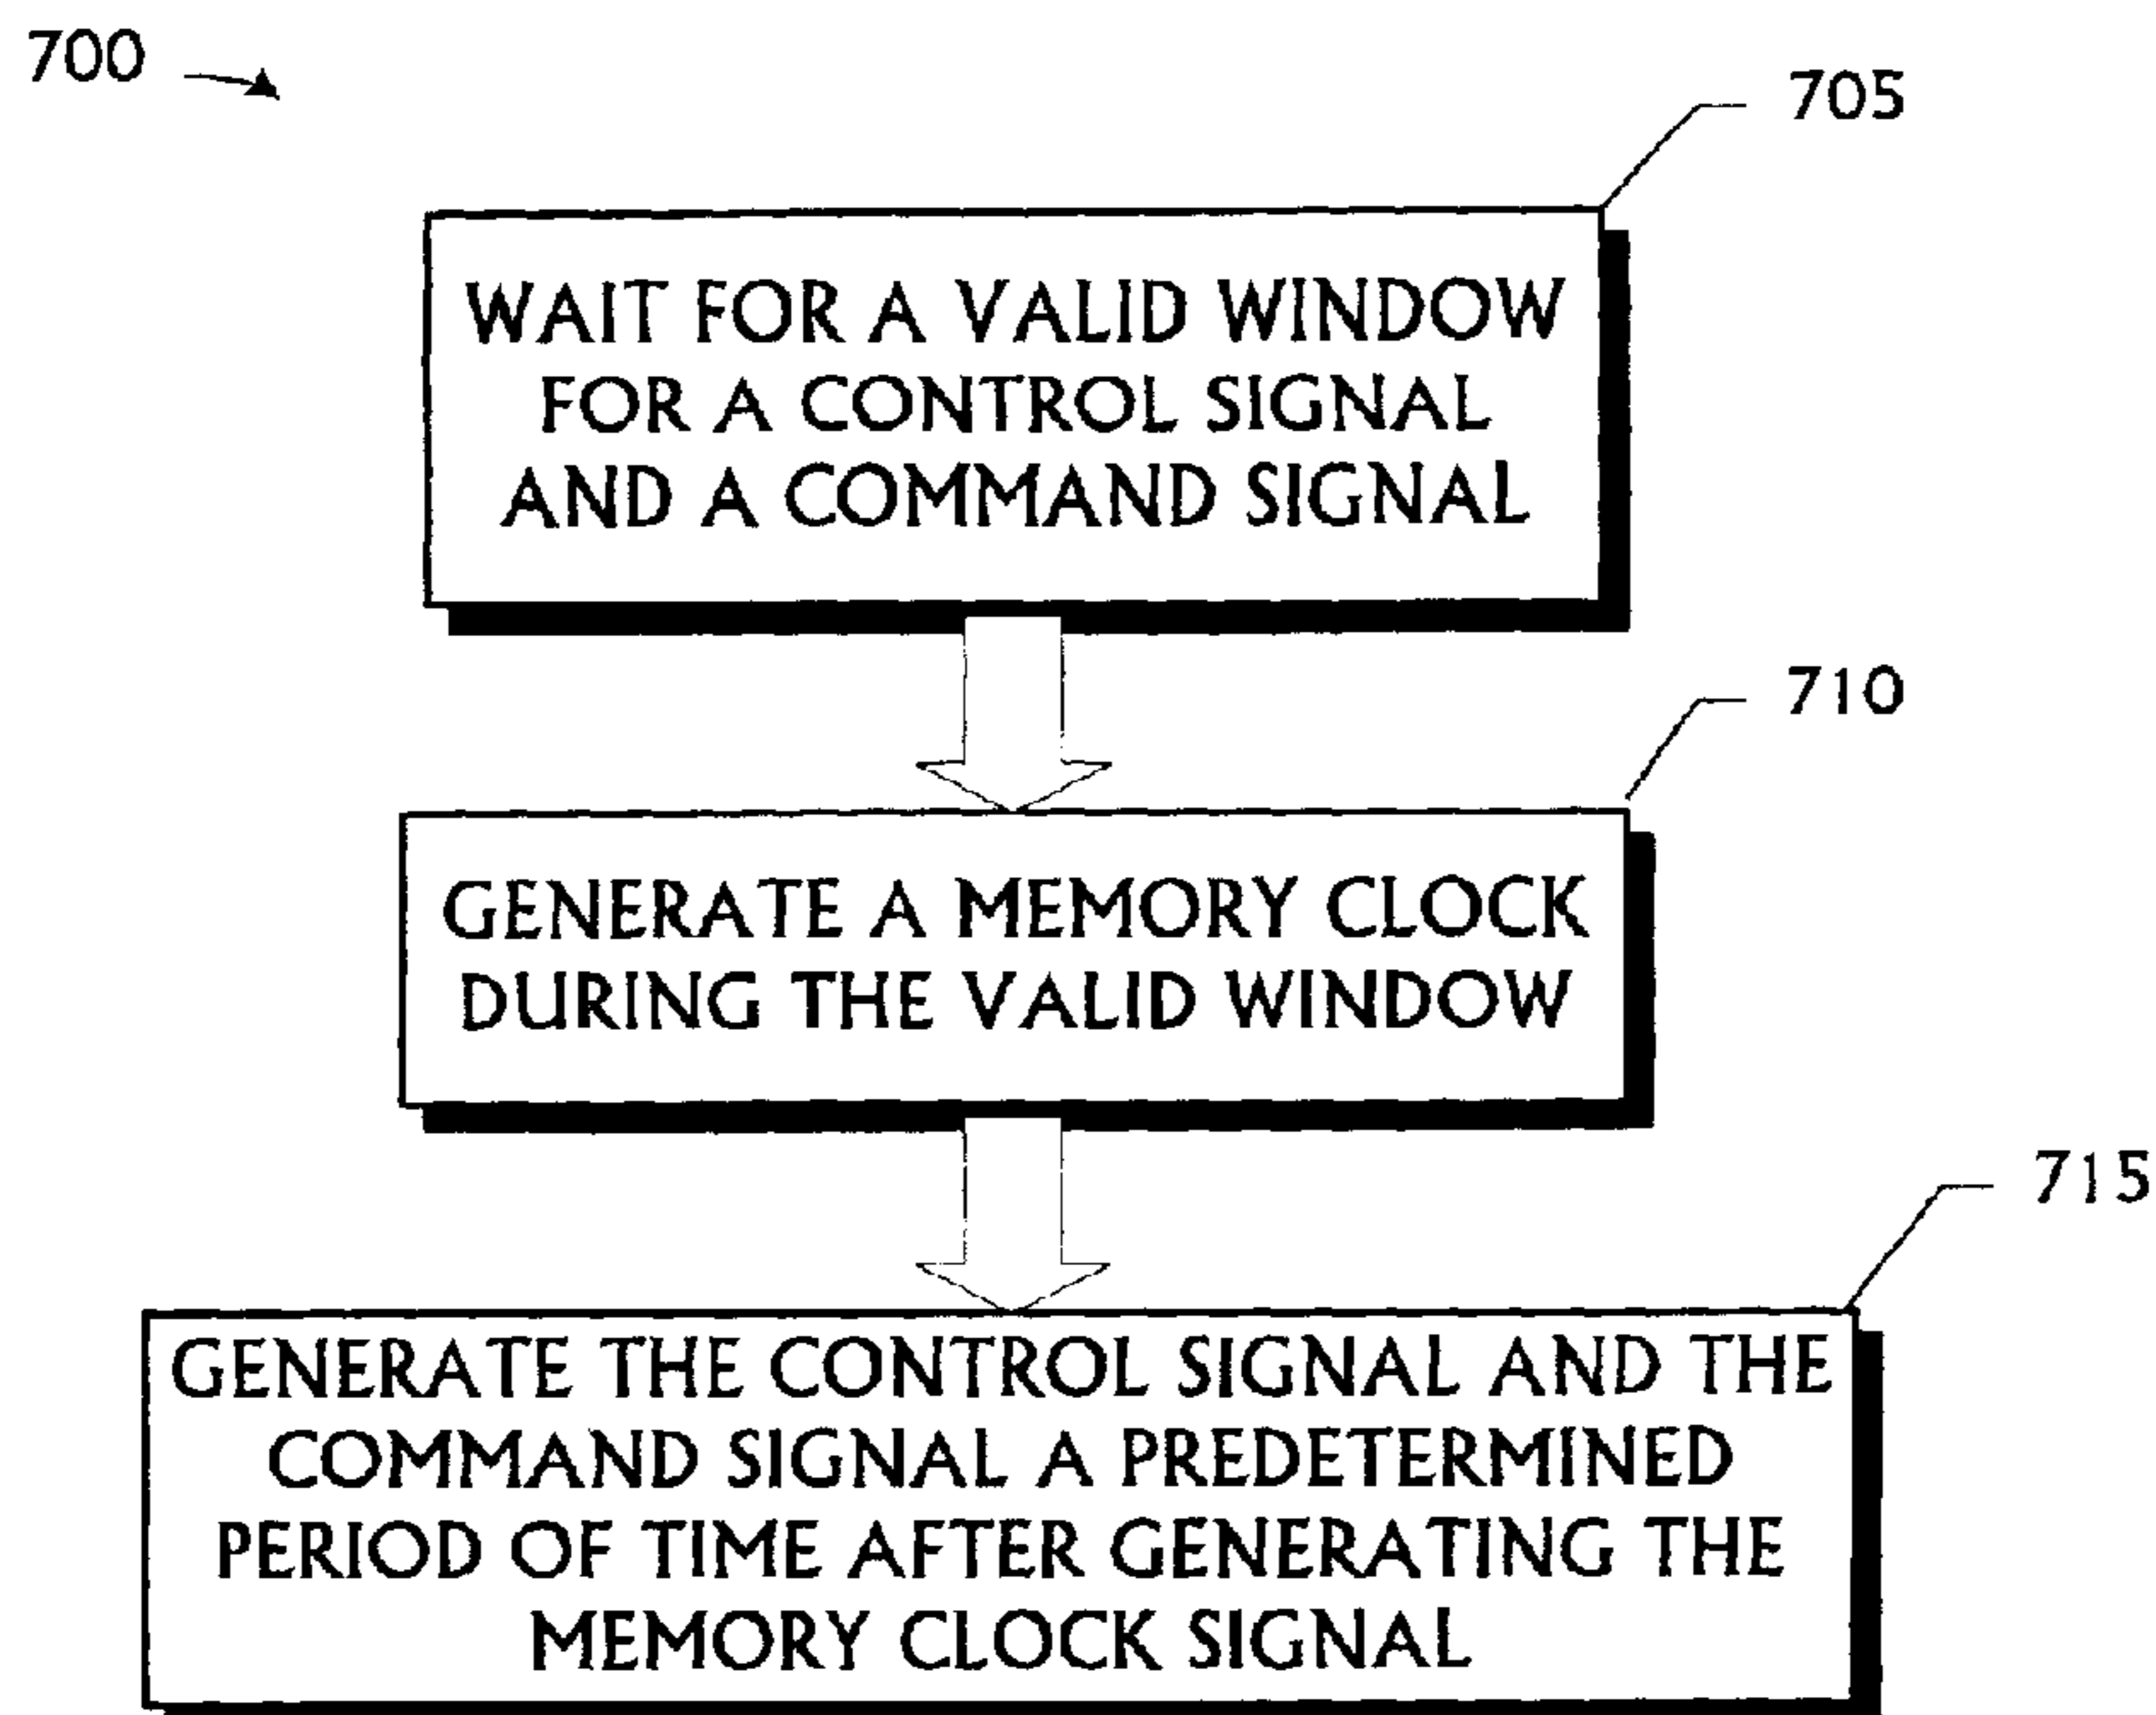 700
705
WAIT FOR A VALID WINDOW
FOR A CONTROL SIGNAL
AND A COMMAND SIGNAL
710
GENERATE A MEMORY CLOCK
DURING THE VALID WINDOW
715
GENERATE THE CONTROL SIGNAL AND THE
COMMAND SIGNAL A PREDETERMINED
PERIOD OF TIME AFTER GENERATING THE
MEMORY CLOCK SIGNAL